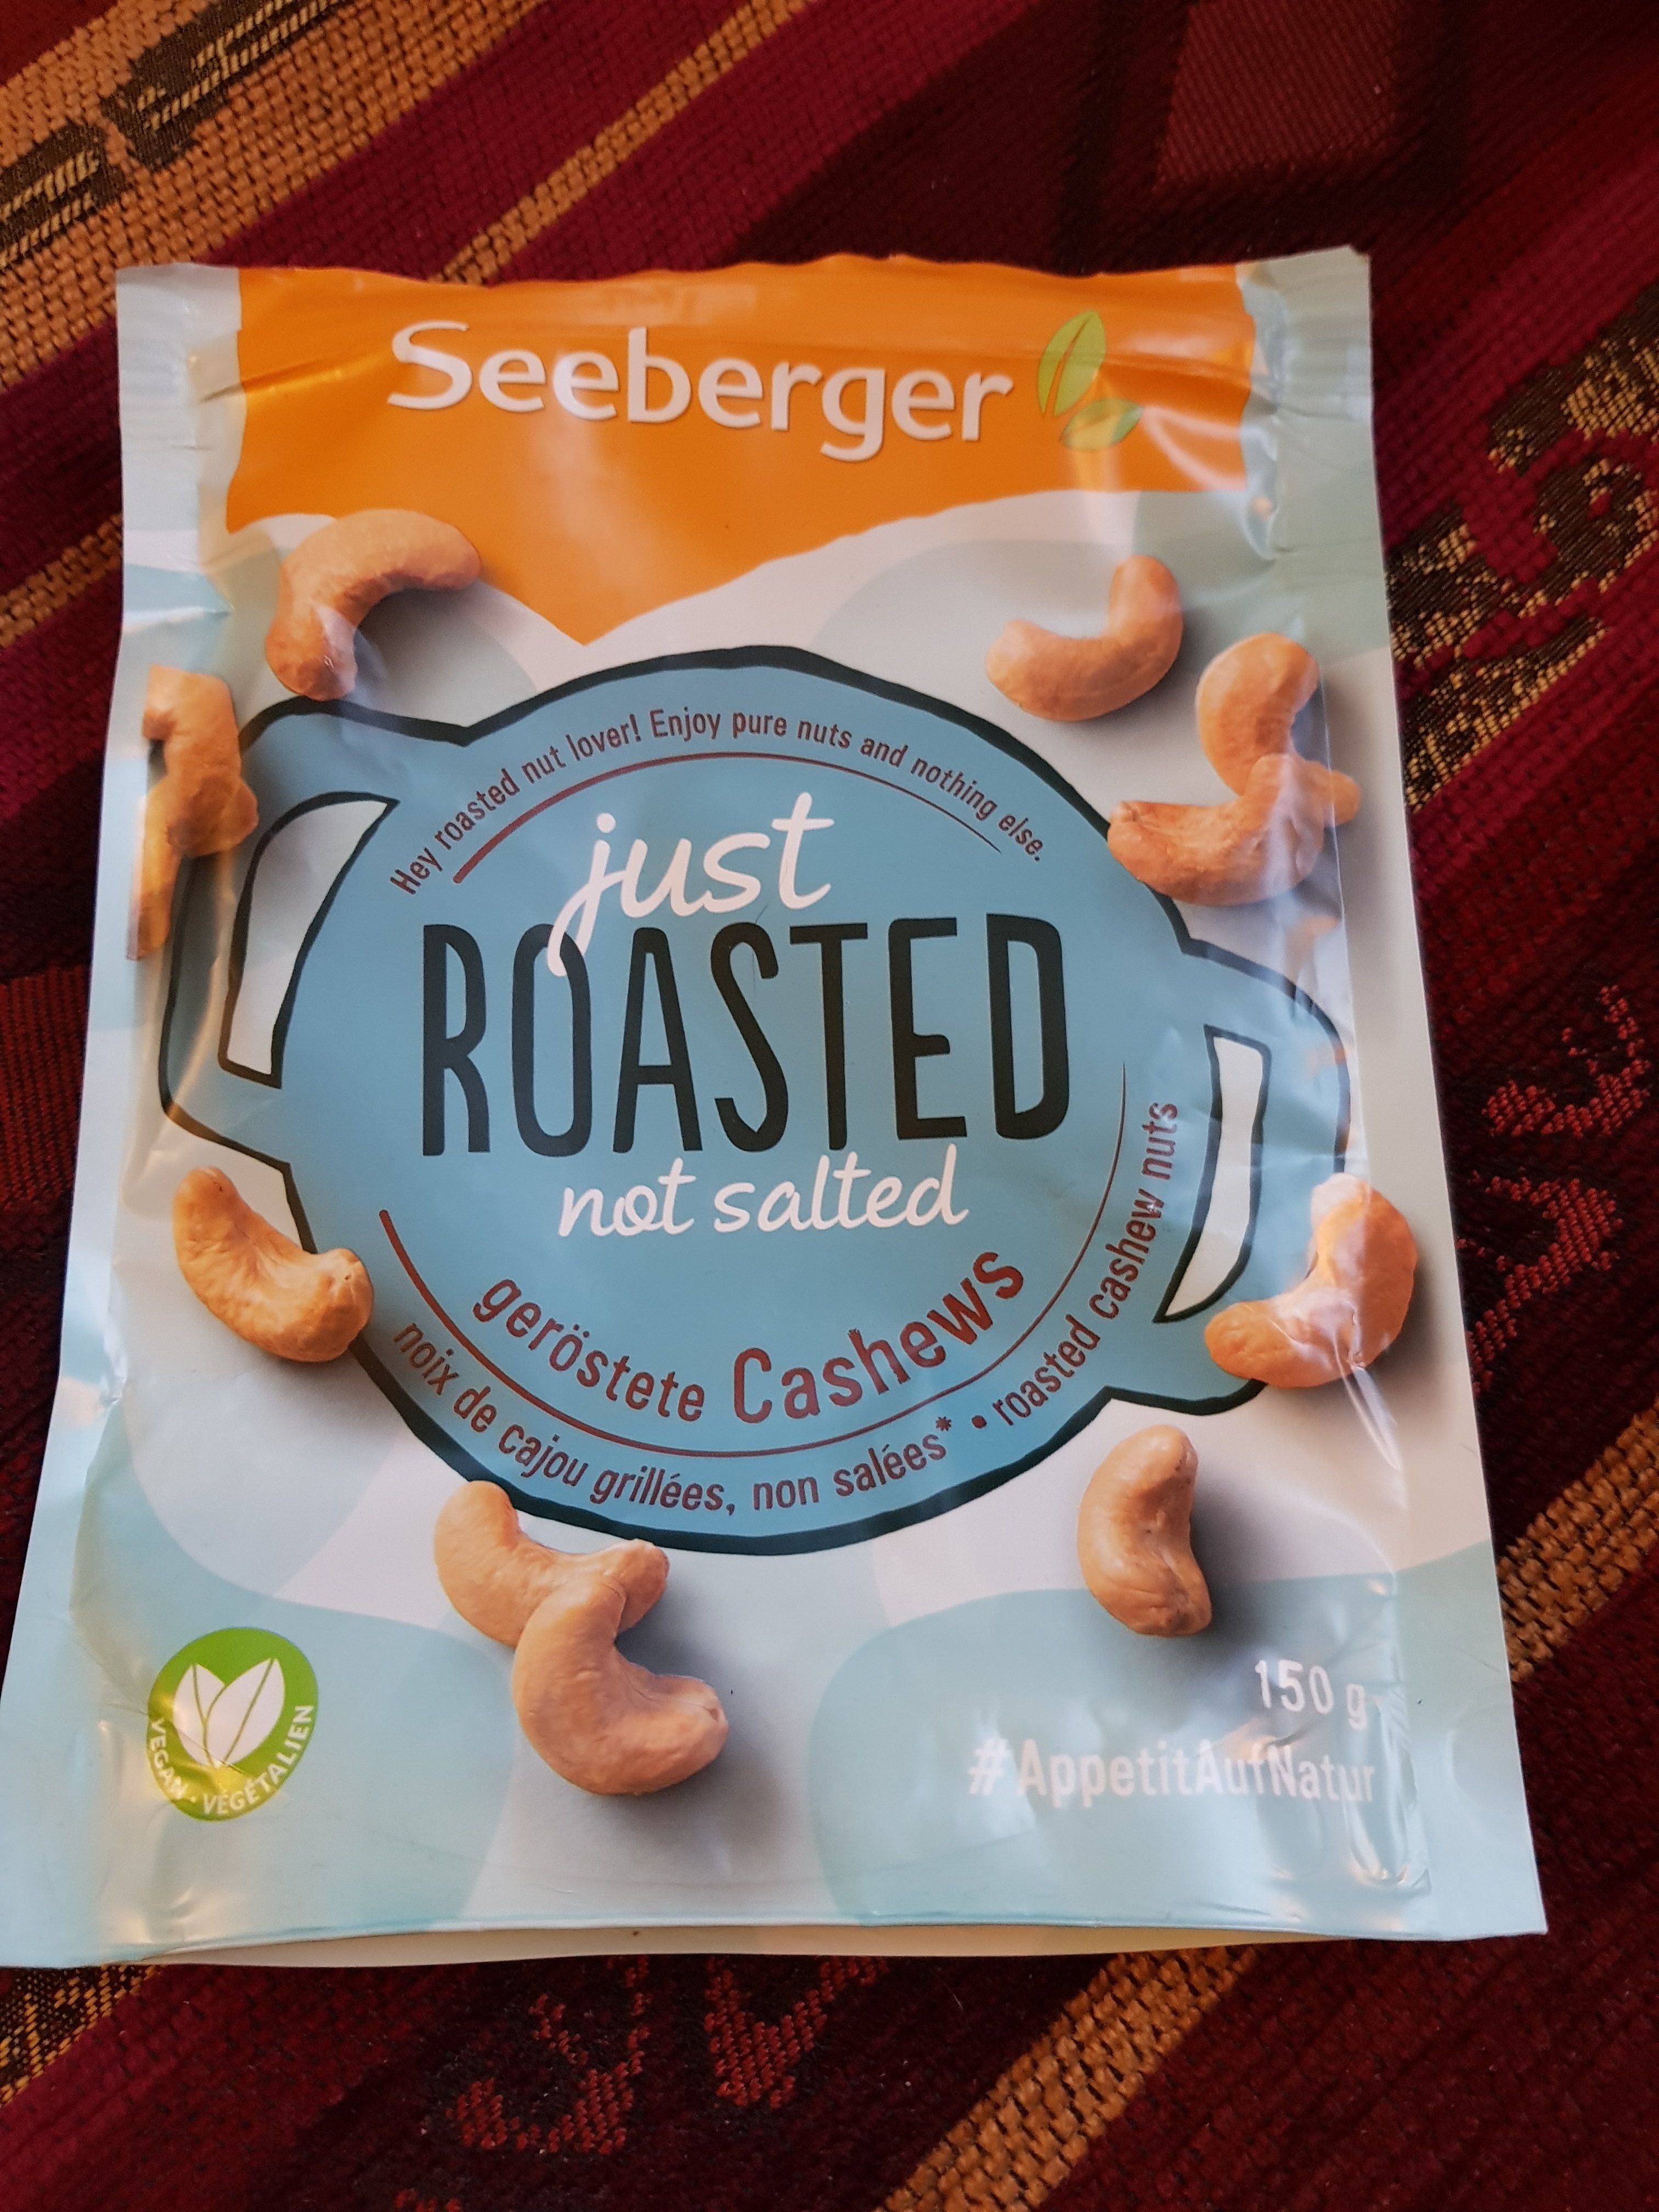 Seeberger
Hey roasted nut lover! Enjoy pure nuts and nothing else.
just
ROASTED
not salted
geröstete Cashews
noix de cajou grillées, non salées* • roasted cashew nuts
VEGAN • VÉGÉTALIEN
150 g
#AppetitAufNatur